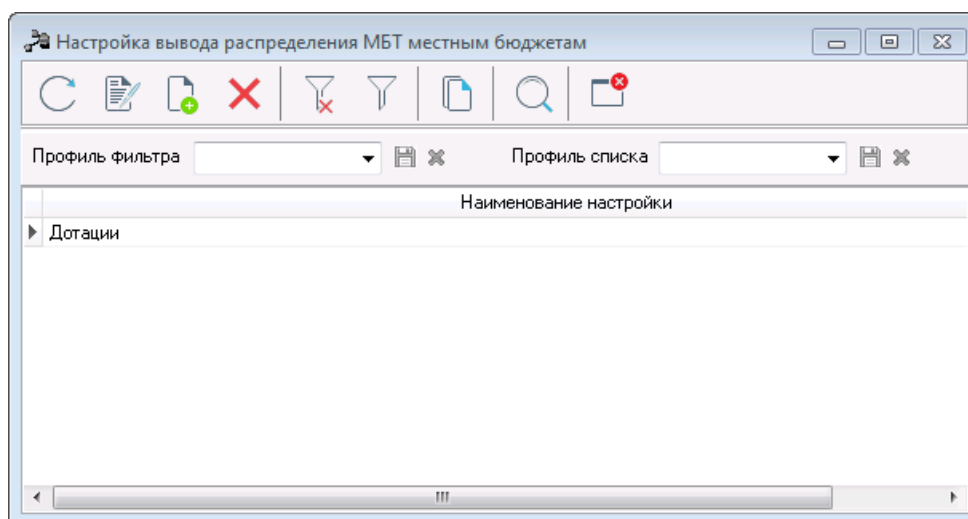 Настройка вывода распределения МБТ местным бюджетам
Профиль фильтра Профиль списка
Наименование настройки
Дотации